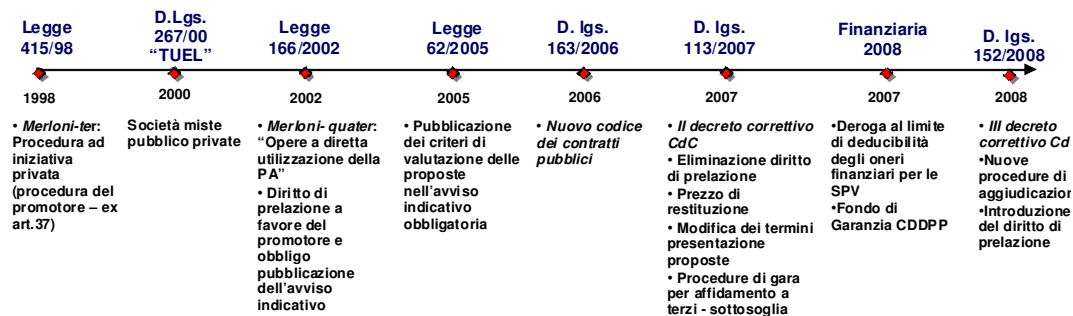 Legge
415/98
D.Lgs.
267/00
“TUEL”
Legge
166/2002
Legge
62/2005
D. lgs.
163/2006
D. lgs.
113/2007
Finanziaria
2008
D. lgs.
152/2008
1998
2000
2002
2005
2006
2007
2007
2008
• Merloni-ter:
Procedura ad
iniziativa
privata
(procedura del
promotore – ex
art.37)
Società miste
pubblico private
• Merloni- quater:
“Opere a diretta
utilizzazione della
PA”
• Diritto di
prelazione a
favore del
promotore e
obbligo
pubblicazione
dell’avviso
indicativo
• Pubblicazione
dei criteri di
valutazione delle
proposte
nell’avviso
indicativo
obbligatoria
• Nuovo codice
dei contratti
pubblici
• II decreto correttivo
CdC
• Eliminazione diritto
di prelazione
• Prezzo di
restituzione
• Modifica dei termini
presentazione
proposte
• Procedure di gara
per affidamento a
terzi - sottosoglia
•Deroga al limite
di deducibilità
degli oneri
finanziari per le
SPV
•Fondo di
Garanzia CDDPP
• III decreto
correttivo Cd
•Nuove
procedure di
aggiudicazion
•Introduzione
del diritto di
prelazione